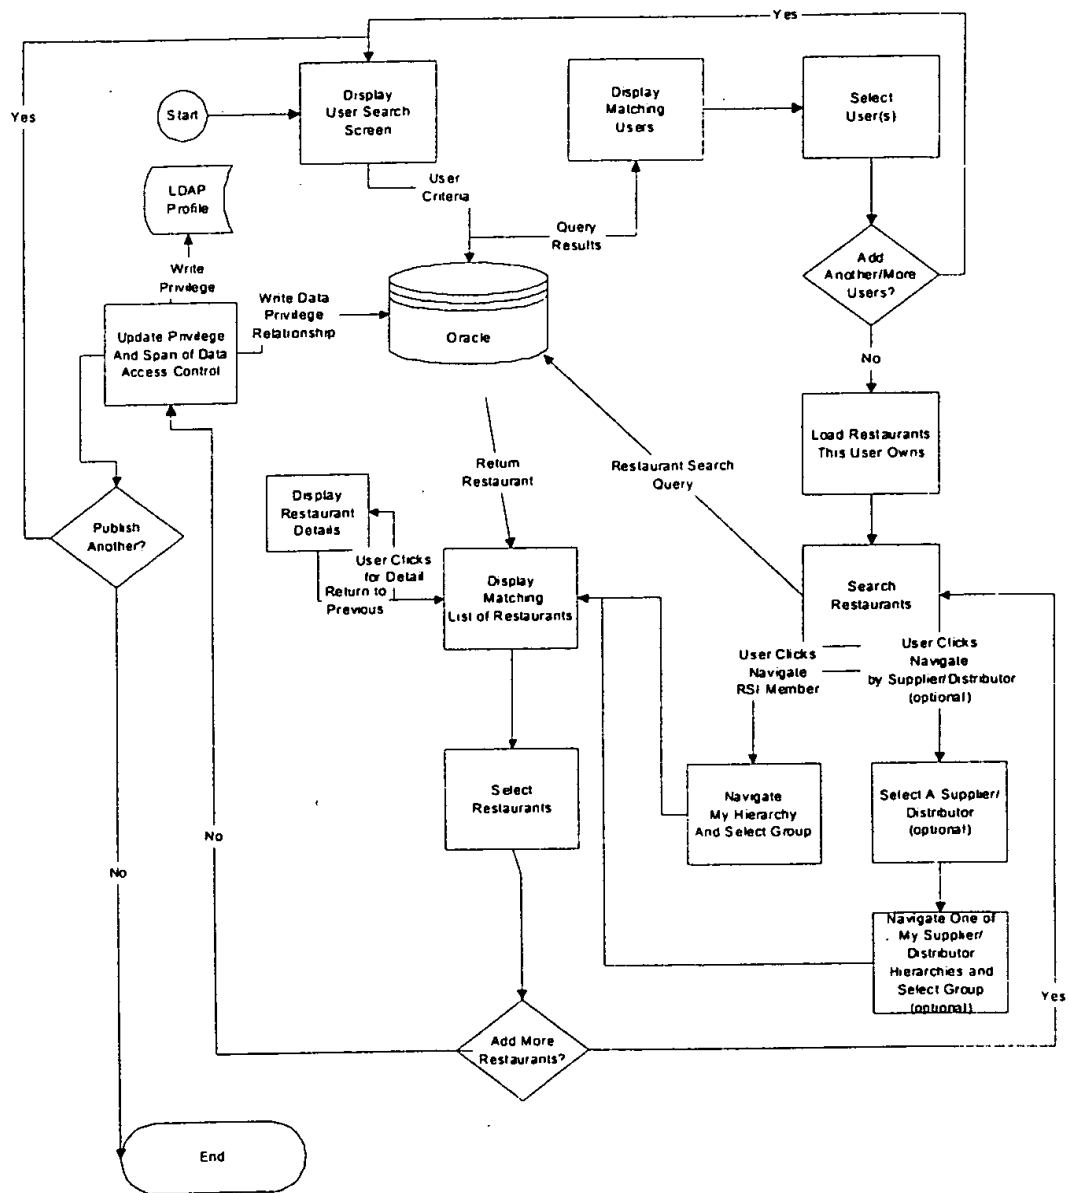 Yes
Yes
Start
Display
User Search
Screen
Display
Matching
Users
Select
User(s)
LDAP
Profile
User
Criteria
Query
Results
Add
Another/More
Users?
Write
Privilege
Write Data
Privilege
Relationship
Update Privilege
And Span of Data
Access Control
Oracle
No
Load Restaurants
This User Owns
Return
Restaurant
Restaurant Search
Query
Display
Restaurant
Details
Publish
Another?
User Clicks
for Detail
Return to
Previous
Display
Matching
List of Restaurants
Search
Restaurants
User Clicks
Navigate
RSI Member
User Clicks
Navigate
by Supplier/Distributor
(optional)
Select
Restaurants
Navigate
My Hierarchy
And Select Group
Select A Supplier/
Distributor
(optional)
No
No
Navigate One of
My Supplier/
Distributor
Hierarchies and
Select Group
(optional)
Yes
Add More
Restaurants?
End